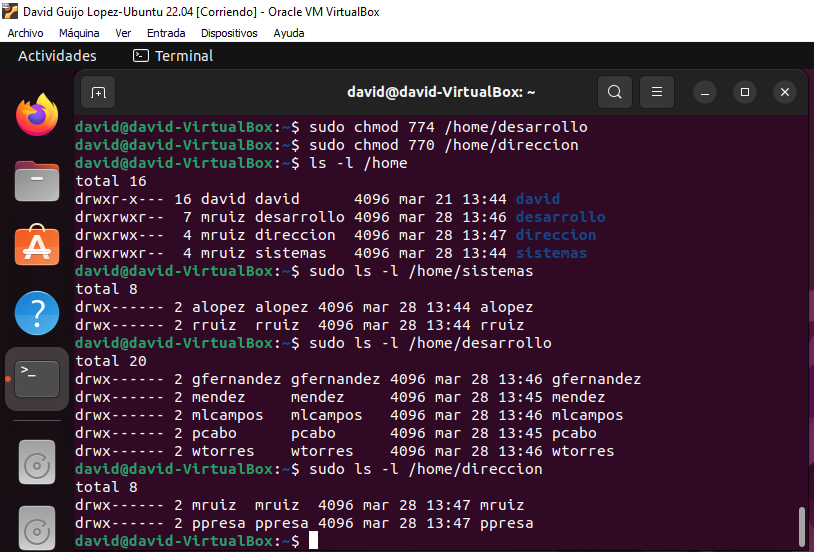 David Guijo Lopez-Ubuntu 22.04 [Corriendo] - Oracle VM VirtualBox
Archivo Máquina Ver Entrada Dispositivos Ayuda
Actividades Terminal
david@david-VirtualBox: ~
david@david-VirtualBox:~$ sudo chmod 774 /home/desarrollo
david@david-VirtualBox:~$ sudo chmod 770 /home/direccion
david@david-VirtualBox:~$ ls -l /home
total 16
drwxr-x--- 16 david david      4096 mar 21 13:44 david
drwxrwxr--  7 mruiz desarrollo 4096 mar 28 13:46 desarrollo
drwxrwx---  4 mruiz direccion  4096 mar 28 13:47 direccion
drwxrwxr--  4 mruiz sistemas   4096 mar 28 13:44 sistemas
david@david-VirtualBox:~$ sudo ls -l /home/sistemas
total 8
drwx------ 2 alopez alopez 4096 mar 28 13:44 alopez
drwx------ 2 rruiz  rruiz  4096 mar 28 13:44 rruiz
david@david-VirtualBox:~$ sudo ls -l /home/desarrollo
total 20
drwx------ 2 gfernandez gfernandez 4096 mar 28 13:46 gfernandez
drwx------ 2 mendez     mendez     4096 mar 28 13:45 mendez
drwx------ 2 mlcampos   mlcampos   4096 mar 28 13:46 mlcampos
drwx------ 2 pcabo      pcabo      4096 mar 28 13:45 pcabo
drwx------ 2 wtorres    wtorres    4096 mar 28 13:46 wtorres
david@david-VirtualBox:~$ sudo ls -l /home/direccion
total 8
drwx------ 2 mruiz  mruiz  4096 mar 28 13:47 mruiz
drwx------ 2 ppresa ppresa 4096 mar 28 13:47 ppresa
david@david-VirtualBox:~$